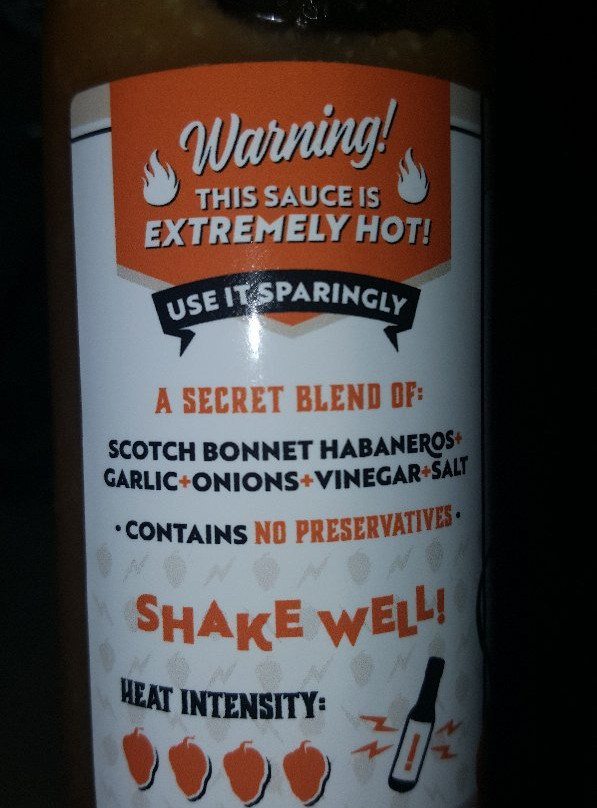 Warning!
THIS SAUCE IS
EXTREMELY HOT!
USE IT SPARINGLY
A SECRET BLEND OF:
SCOTCH BONNET HABANEROS+
GARLIC+ONIONS+VINEGAR+SALT
· CONTAINS NO PRESERVATIVES ·
SHAKE WELL!
HEAT INTENSITY:
!